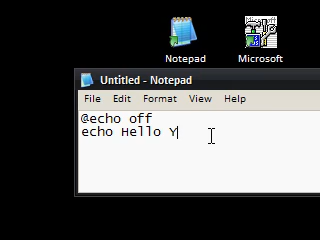 Notepad
Microsoft
Untitled - Notepad
File Edit Format View Help
@echo off
echo Hello Y